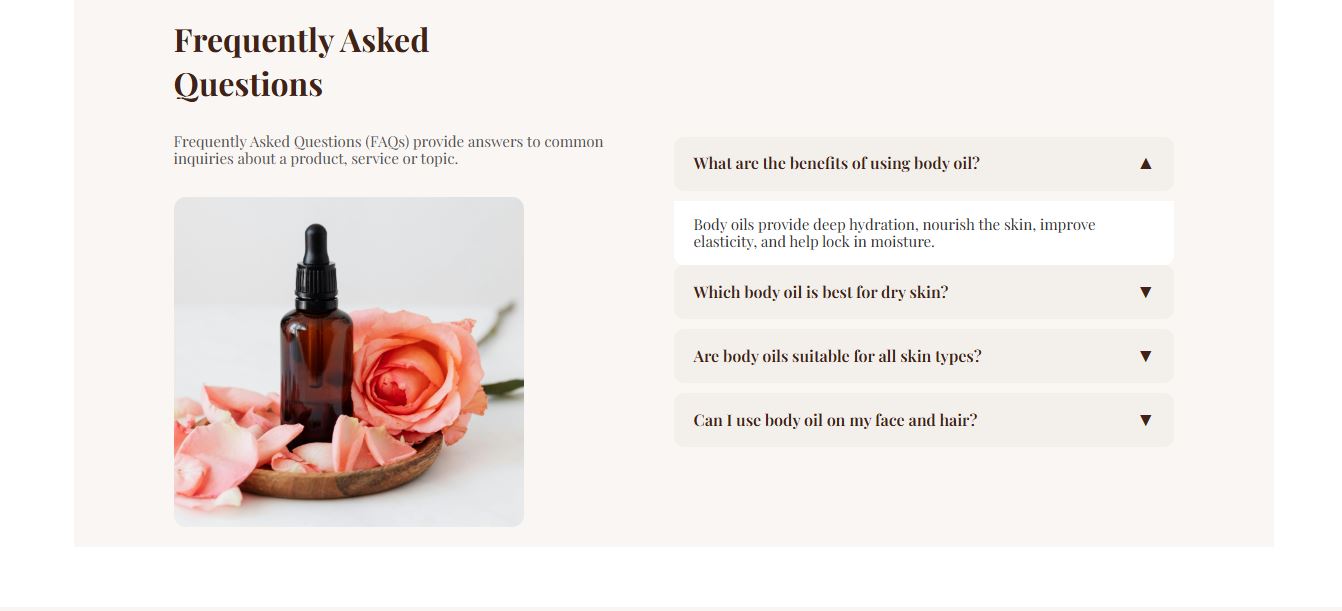 Frequently Asked
Questions
Frequently Asked Questions (FAQs) provide answers to common
inquiries about a product, service or topic.
What are the benefits of using body oil? ▲
Body oils provide deep hydration, nourish the skin, improve
elasticity, and help lock in moisture.
Which body oil is best for dry skin? ▼
Are body oils suitable for all skin types? ▼
Can I use body oil on my face and hair? ▼